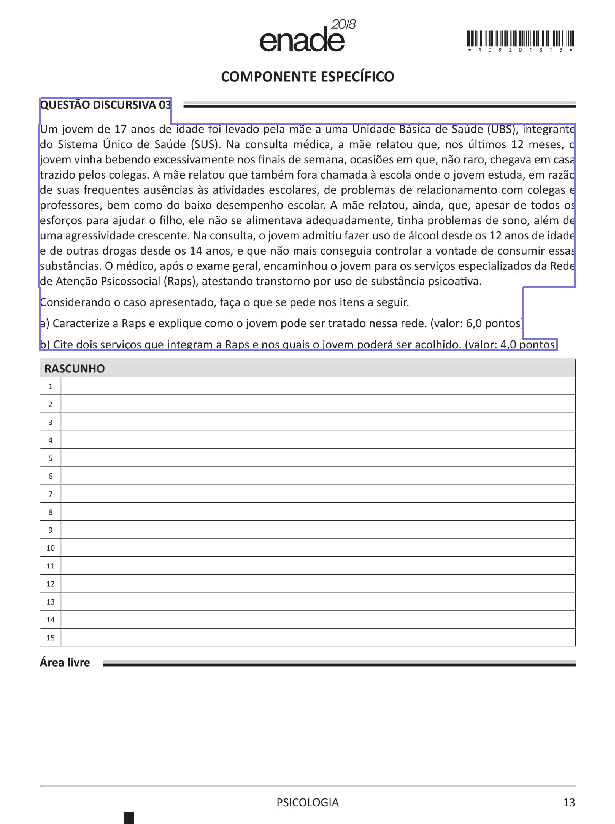 enade 2018
*R0920181S*
COMPONENTE ESPECÍFICO
QUESTÃO DISCURSIVA 03
Um jovem de 17 anos de idade foi levado pela mãe a uma Unidade Básica de Saúde (UBS), integrante
do Sistema Único de Saúde (SUS). Na consulta médica, a mãe relatou que, nos últimos 12 meses, o
jovem vinha bebendo excessivamente nos finais de semana, ocasiões em que, não raro, chegava em casa
trazido pelos colegas. A mãe relatou que também fora chamada à escola onde o jovem estuda, em razão
de suas frequentes ausências às atividades escolares, de problemas de relacionamento com colegas e
professores, bem como do baixo desempenho escolar. A mãe relatou, ainda, que, apesar de todos os
esforços para ajudar o filho, ele não se alimentava adequadamente, tinha problemas de sono, além de
uma agressividade crescente. Na consulta, o jovem admitiu fazer uso de álcool desde os 12 anos de idade
e de outras drogas desde os 14 anos, e que não mais conseguia controlar a vontade de consumir essas
substâncias. O médico, após o exame geral, encaminhou o jovem para os serviços especializados da Rede
de Atenção Psicossocial (Raps), atestando transtorno por uso de substância psicoativa.
Considerando o caso apresentado, faça o que se pede nos itens a seguir.
a) Caracterize a Raps e explique como o jovem pode ser tratado nessa rede. (valor: 6,0 pontos)
b) Cite dois serviços que integram a Raps e nos quais o jovem poderá ser acolhido. (valor: 4,0 pontos)
RASCUNHO
1
2
3
4
5
6
7
8
9
10
11
12
13
14
15
Área livre
PSICOLOGIA
13